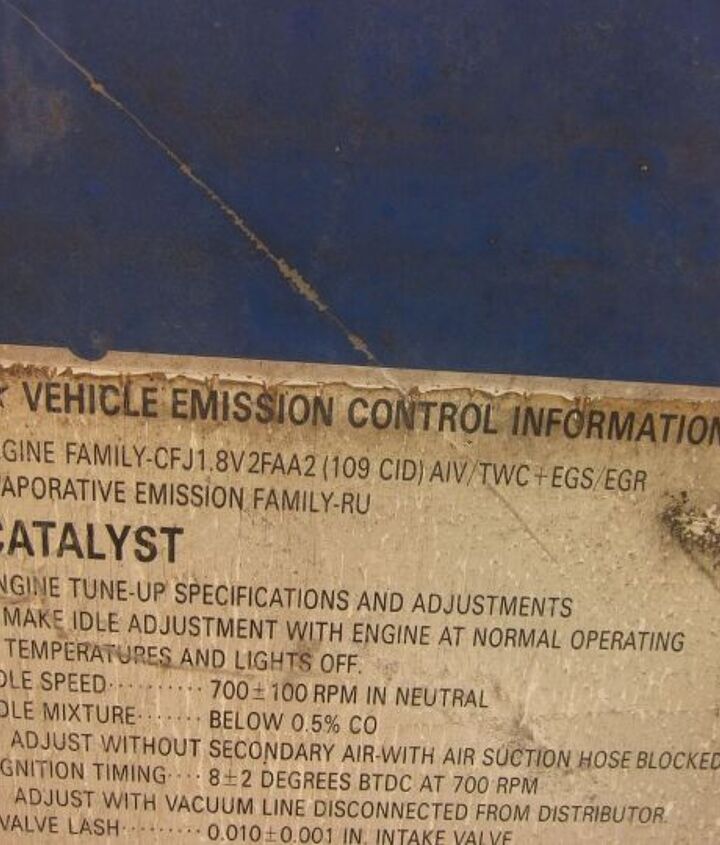 VEHICLE EMISSION CONTROL INFORMATION
GINE FAMILY-CFJ1.8V2FAA2 (109 CID) AIV/TWC+EGS/EGR
APORATIVE EMISSION FAMILY-RU
CATALYST
NGINE TUNE-UP SPECIFICATIONS AND ADJUSTMENTS
MAKE IDLE ADJUSTMENT WITH ENGINE AT NORMAL OPERATING
TEMPERATURES AND LIGHTS OFF.
DLE SPEED·········· 700±100 RPM IN NEUTRAL
DLE MIXTURE······· BELOW 0.5% CO
ADJUST WITHOUT SECONDARY AIR-WITH AIR SUCTION HOSE BLOCKED
GNITION TIMING···· 8±2 DEGREES BTDC AT 700 RPM
ADJUST WITH VACUUM LINE DISCONNECTED FROM DISTRIBUTOR.
VALVE LASH········· 0.010±0.001 IN. INTAKE VALVE